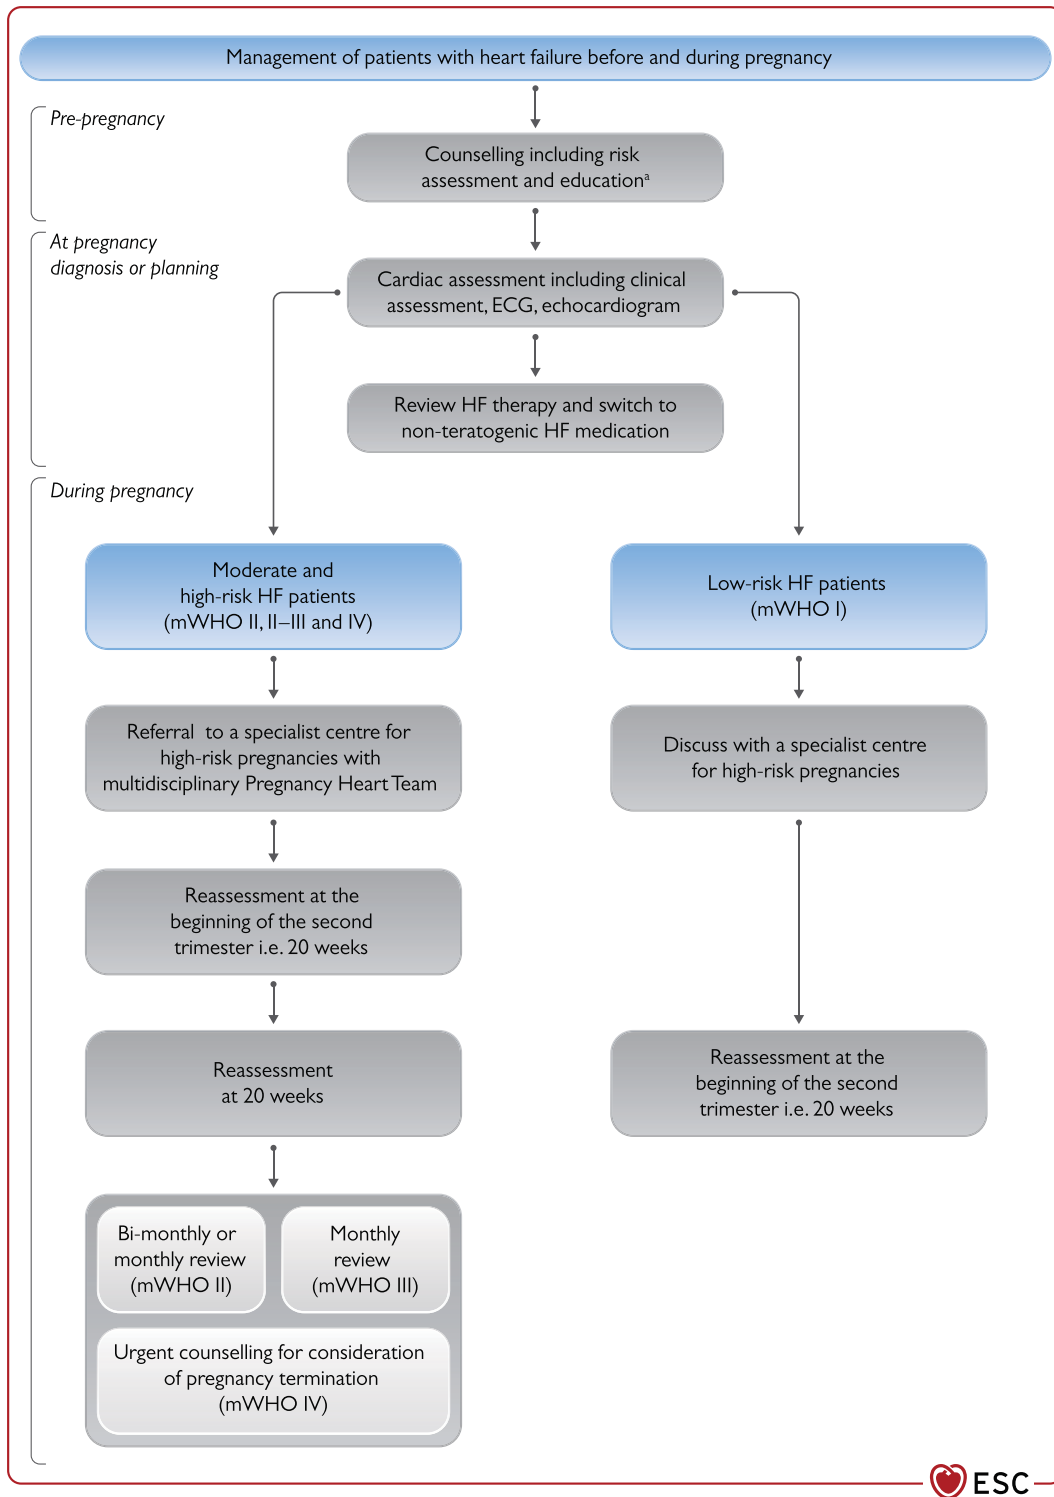 Management of patients with heart failure before and during pregnancy
Pre-pregnancy
Counselling including risk
assessment and educationᵃ
At pregnancy
diagnosis or planning
Cardiac assessment including clinical
assessment, ECG, echocardiogram
Review HF therapy and switch to
non-teratogenic HF medication
During pregnancy
Moderate and
high-risk HF patients
(mWHO II, II–III and IV)
Low-risk HF patients
(mWHO I)
Referral to a specialist centre for
high-risk pregnancies with
multidisciplinary Pregnancy Heart Team
Discuss with a specialist centre
for high-risk pregnancies
Reassessment at the
beginning of the second
trimester i.e. 20 weeks
Reassessment
at 20 weeks
Reassessment at the
beginning of the second
trimester i.e. 20 weeks
Bi-monthly or
monthly review
(mWHO II)
Monthly
review
(mWHO III)
Urgent counselling for consideration
of pregnancy termination
(mWHO IV)
ESC